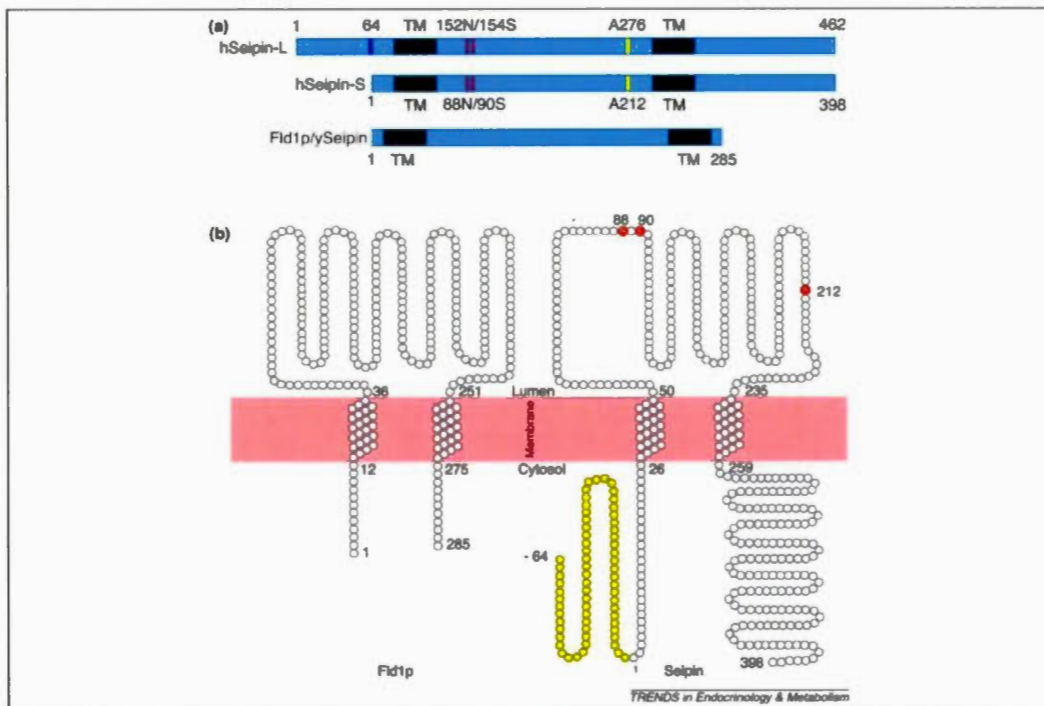 (a)
1 64 TM 152N/154S A276 TM 462
hSeipin-L
hSeipin-S
1 TM 88N/90S A212 TM 398
Fld1p/ySeipin
1 TM TM 285
(b)
88 90
212
36 251 Lumen 50 235
Membrane
12 275 Cytosol 26 259
- 64
1 285
1 398
Fld1p Seipin
TRENDS in Endocrinology & Metabolism